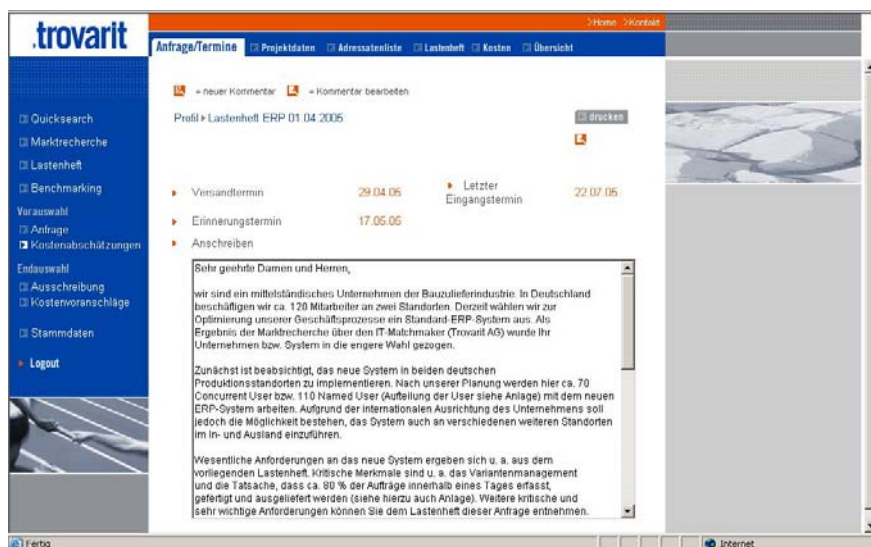 >Home >Kontakt
.trovarit
Anfrage/Termine Projektdaten Adressatenliste Lastenheft Kosten Übersicht
= neuer Kommentar = Kommentar bearbeiten
Profil Lastenheft ERP 01.04.2005 drucken
Quicksearch
Marktrecherche
Lastenheft
Benchmarking
Vorauswahl
Anfrage
Kostenabschätzungen
Endauswahl
Ausschreibung
Kostenvoranschläge
Stammdaten
Logout
Versandtermin 29.04.05 Letzter Eingangstermin 22.07.05
Erinnerungstermin 17.05.05
Anschreiben
Sehr geehrte Damen und Herren,
wir sind ein mittelständisches Unternehmen der Bauzulieferindustrie. In Deutschland
beschäftigen wir ca. 120 Mitarbeiter an zwei Standorten. Derzeit wählen wir zur
Optimierung unserer Geschäftsprozesse ein Standard-ERP-System aus. Als
Ergebnis der Marktrecherche über den IT-Matchmaker (Trovarit AG) wurde Ihr
Unternehmen bzw. System in die engere Wahl gezogen.
Zunächst ist beabsichtigt, das neue System in beiden deutschen
Produktionsstandorten zu implementieren. Nach unserer Planung werden hier ca. 70
Concurrent User bzw. 110 Named User (Aufteilung der User siehe Anlage) mit dem neuen
ERP-System arbeiten. Aufgrund der internationalen Ausrichtung des Unternehmens soll
jedoch die Möglichkeit bestehen, das System auch an verschiedenen weiteren Standorten
im In- und Ausland einzuführen.
Wesentliche Anforderungen an das neue System ergeben sich u. a. aus dem
vorliegenden Lastenheft. Kritische Merkmale sind u. a. das Variantenmanagement
und die Tatsache, dass ca. 80 % der Aufträge innerhalb eines Tages erfasst,
gefertigt und ausgeliefert werden (siehe hierzu auch Anlage). Weitere kritische und
sehr wichtige Anforderungen können Sie dem Lastenheft dieser Anfrage entnehmen.
Fertig Internet